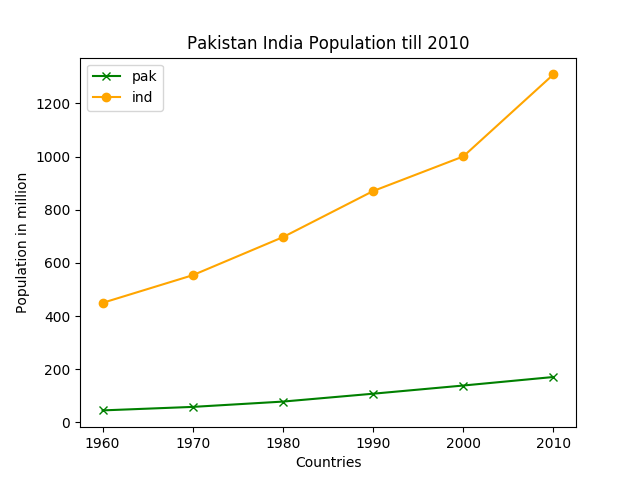 Pakistan India Population till 2010
pak
ind
1200
1000
800
600
400
200
0
Population in million
1960 1970 1980 1990 2000 2010
Countries